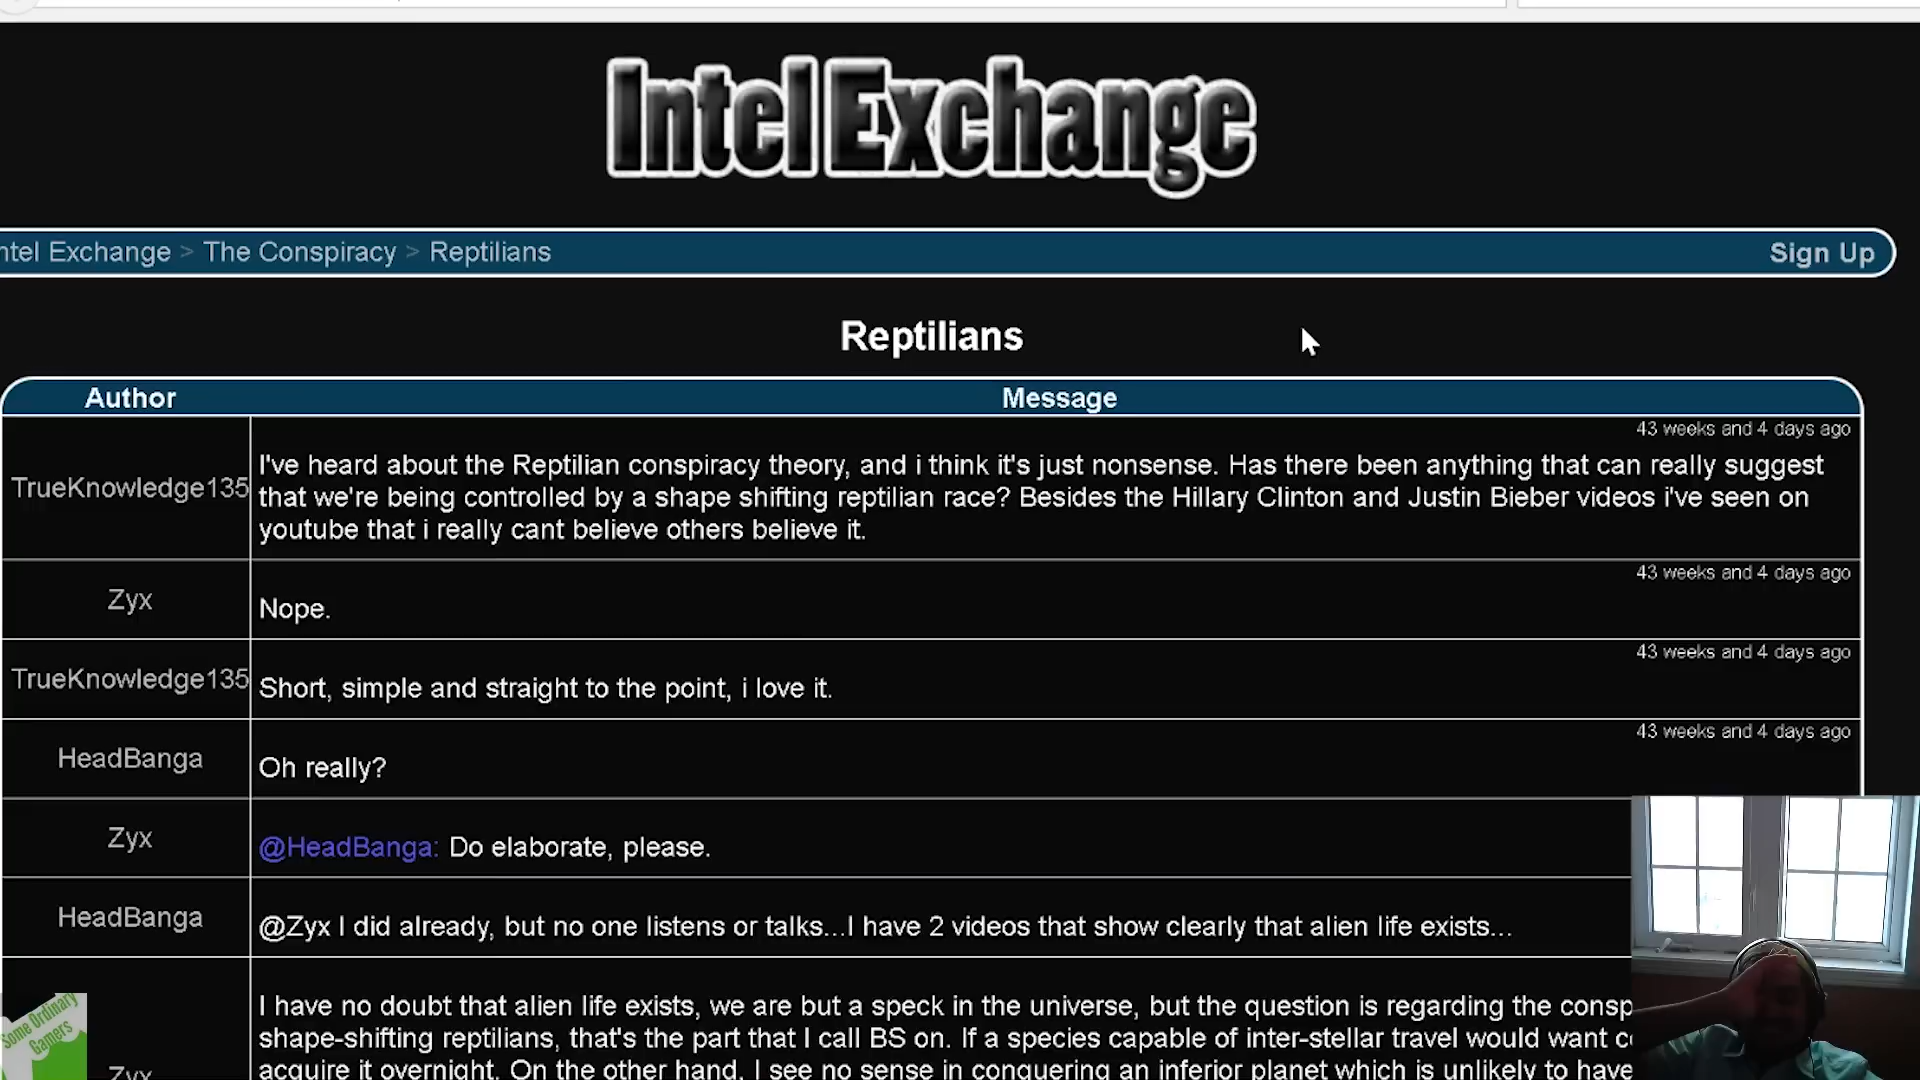 Intel Exchange
ntel Exchange > The Conspiracy > Reptilians
Sign Up
Reptilians
Author
Message
43 weeks and 4 days ago
TrueKnowledge135
I've heard about the Reptilian conspiracy theory, and i think it's just nonsense. Has there been anything that can really suggest
that we're being controlled by a shape shifting reptilian race? Besides the Hillary Clinton and Justin Bieber videos i've seen on
youtube that i really cant believe others believe it.
43 weeks and 4 days ago
Zyx
Nope.
43 weeks and 4 days ago
TrueKnowledge135
Short, simple and straight to the point, i love it.
43 weeks and 4 days ago
HeadBanga
Oh really?
Zyx
@HeadBanga: Do elaborate, please.
HeadBanga
@Zyx I did already, but no one listens or talks...I have 2 videos that show clearly that alien life exists...
I have no doubt that alien life exists, we are but a speck in the universe, but the question is regarding the consp
shape-shifting reptilians, that's the part that I call BS on. If a species capable of inter-stellar travel would want
Zyx
acquire it overnight. On the other hand, I see no sense in conquering an inferior planet which is unlikely to have
Some Ordinary
Gamers